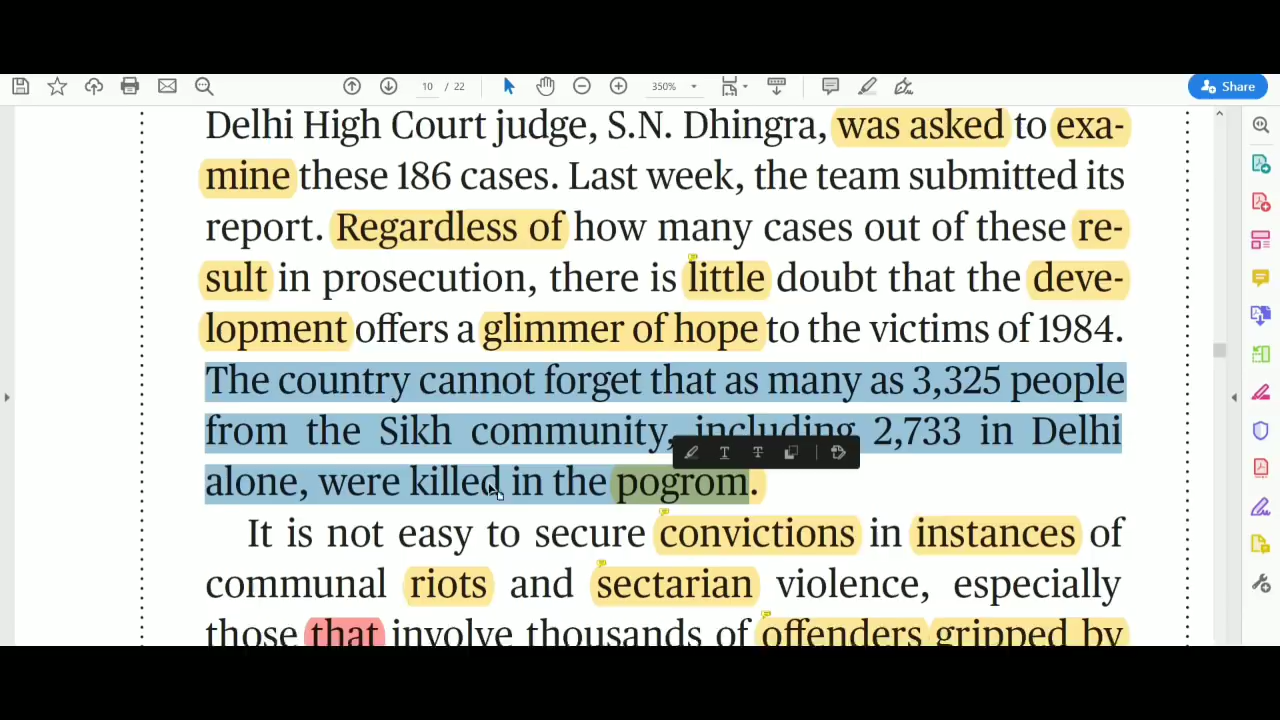 10 / 22 350% Share
Delhi High Court judge, S.N. Dhingra, was asked to exa-
mine these 186 cases. Last week, the team submitted its
report. Regardless of how many cases out of these re-
sult in prosecution, there is little doubt that the deve-
lopment offers a glimmer of hope to the victims of 1984.
The country cannot forget that as many as 3,325 people
from the Sikh community, including 2,733 in Delhi
alone, were killed in the pogrom.
It is not easy to secure convictions in instances of
communal riots and sectarian violence, especially
those that involve thousands of offenders gripped by